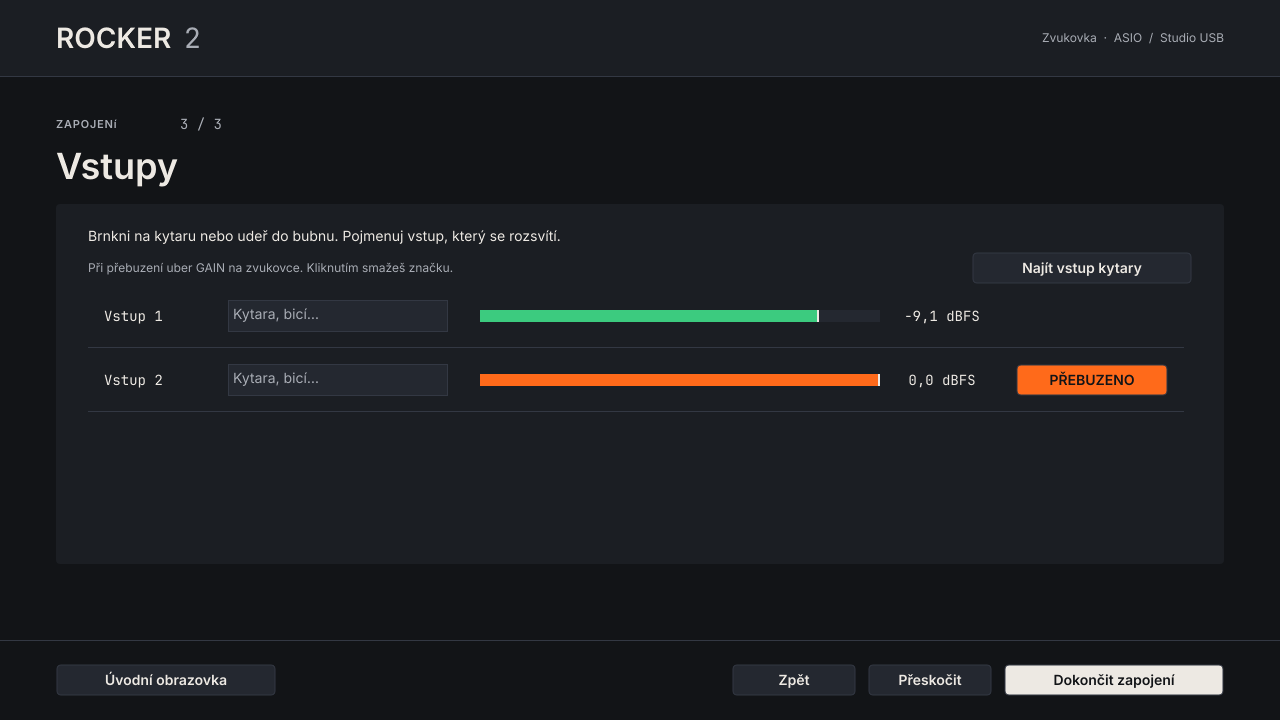 ROCKER 2
Zvukovka · ASIO / Studio USB
ZAPOJENí 3 / 3
Vstupy
Brnkni na kytaru nebo udeř do bubnu. Pojmenuj vstup, který se rozsvítí.
Při přebuzení uber GAIN na zvukovce. Kliknutím smažeš značku.
Najít vstup kytary
Vstup 1 Kytara, bicí... -9,1 dBFS
Vstup 2 Kytara, bicí... 0,0 dBFS PŘEBUZENO
Úvodní obrazovka Zpět Přeskočit Dokončit zapojení